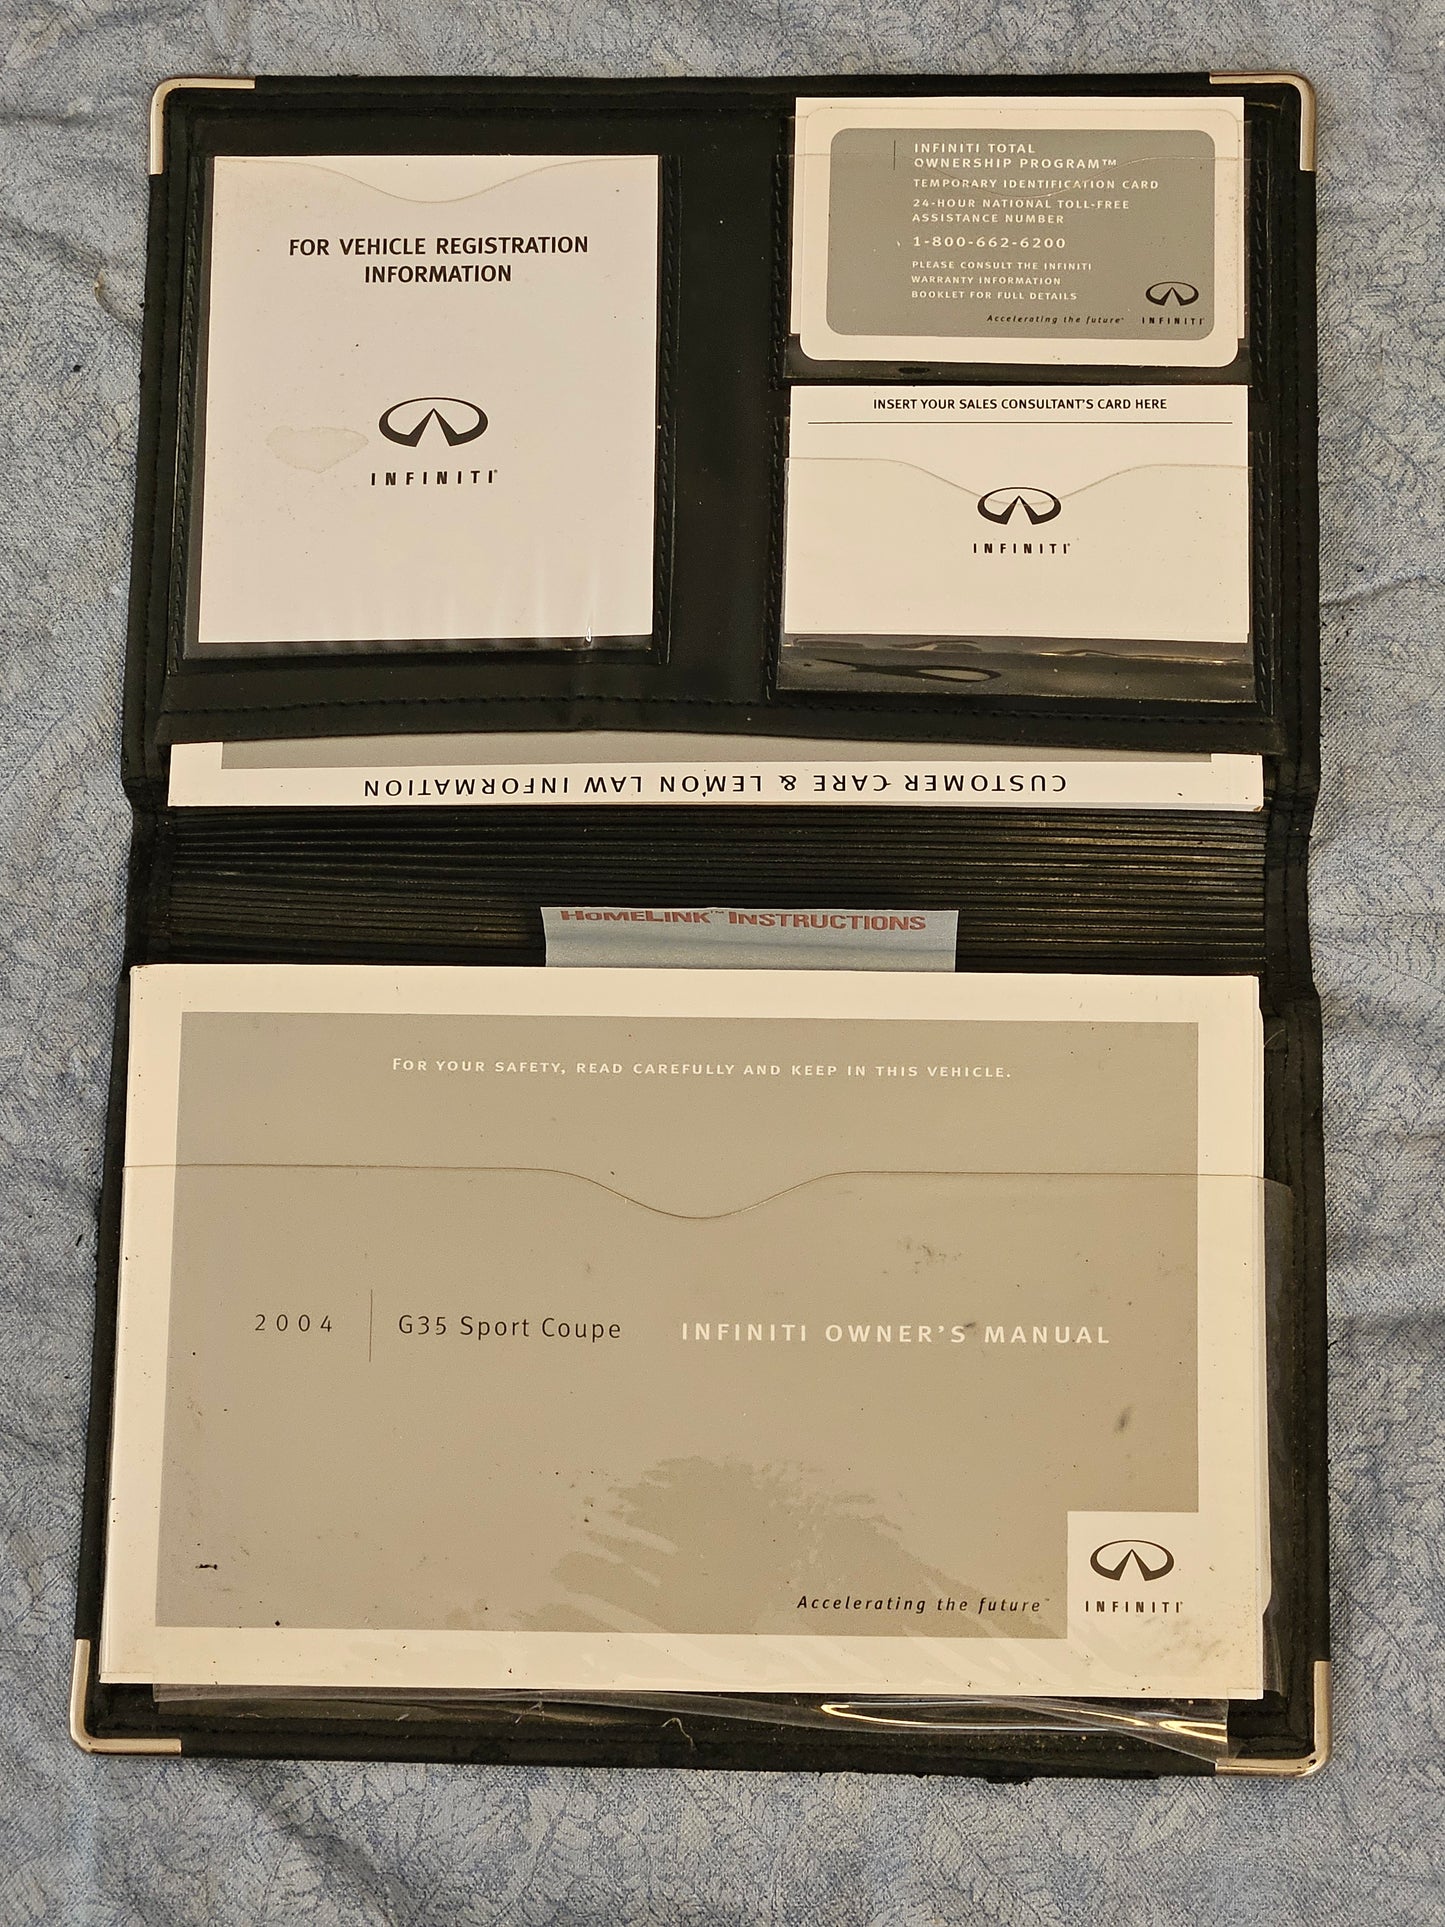 FOR VEHICLE REGISTRATION
INFORMATION
INFINITI®
INFINITI TOTAL
OWNERSHIP PROGRAM™
TEMPORARY IDENTIFICATION CARD
24-HOUR NATIONAL TOLL-FREE
ASSISTANCE NUMBER
1-800-662-6200
PLEASE CONSULT THE INFINITI
WARRANTY INFORMATION
BOOKLET FOR FULL DETAILS
Accelerating the future™
INFINITI®
INSERT YOUR SALES CONSULTANT'S CARD HERE
INFINITI®
CUSTOMER CARE & LEMON LAW INFORMATION
HOMELINK™ INSTRUCTIONS
FOR YOUR SAFETY, READ CAREFULLY AND KEEP IN THIS VEHICLE.
2004 G35 Sport Coupe INFINITI OWNER'S MANUAL
Accelerating the future™
INFINITI®